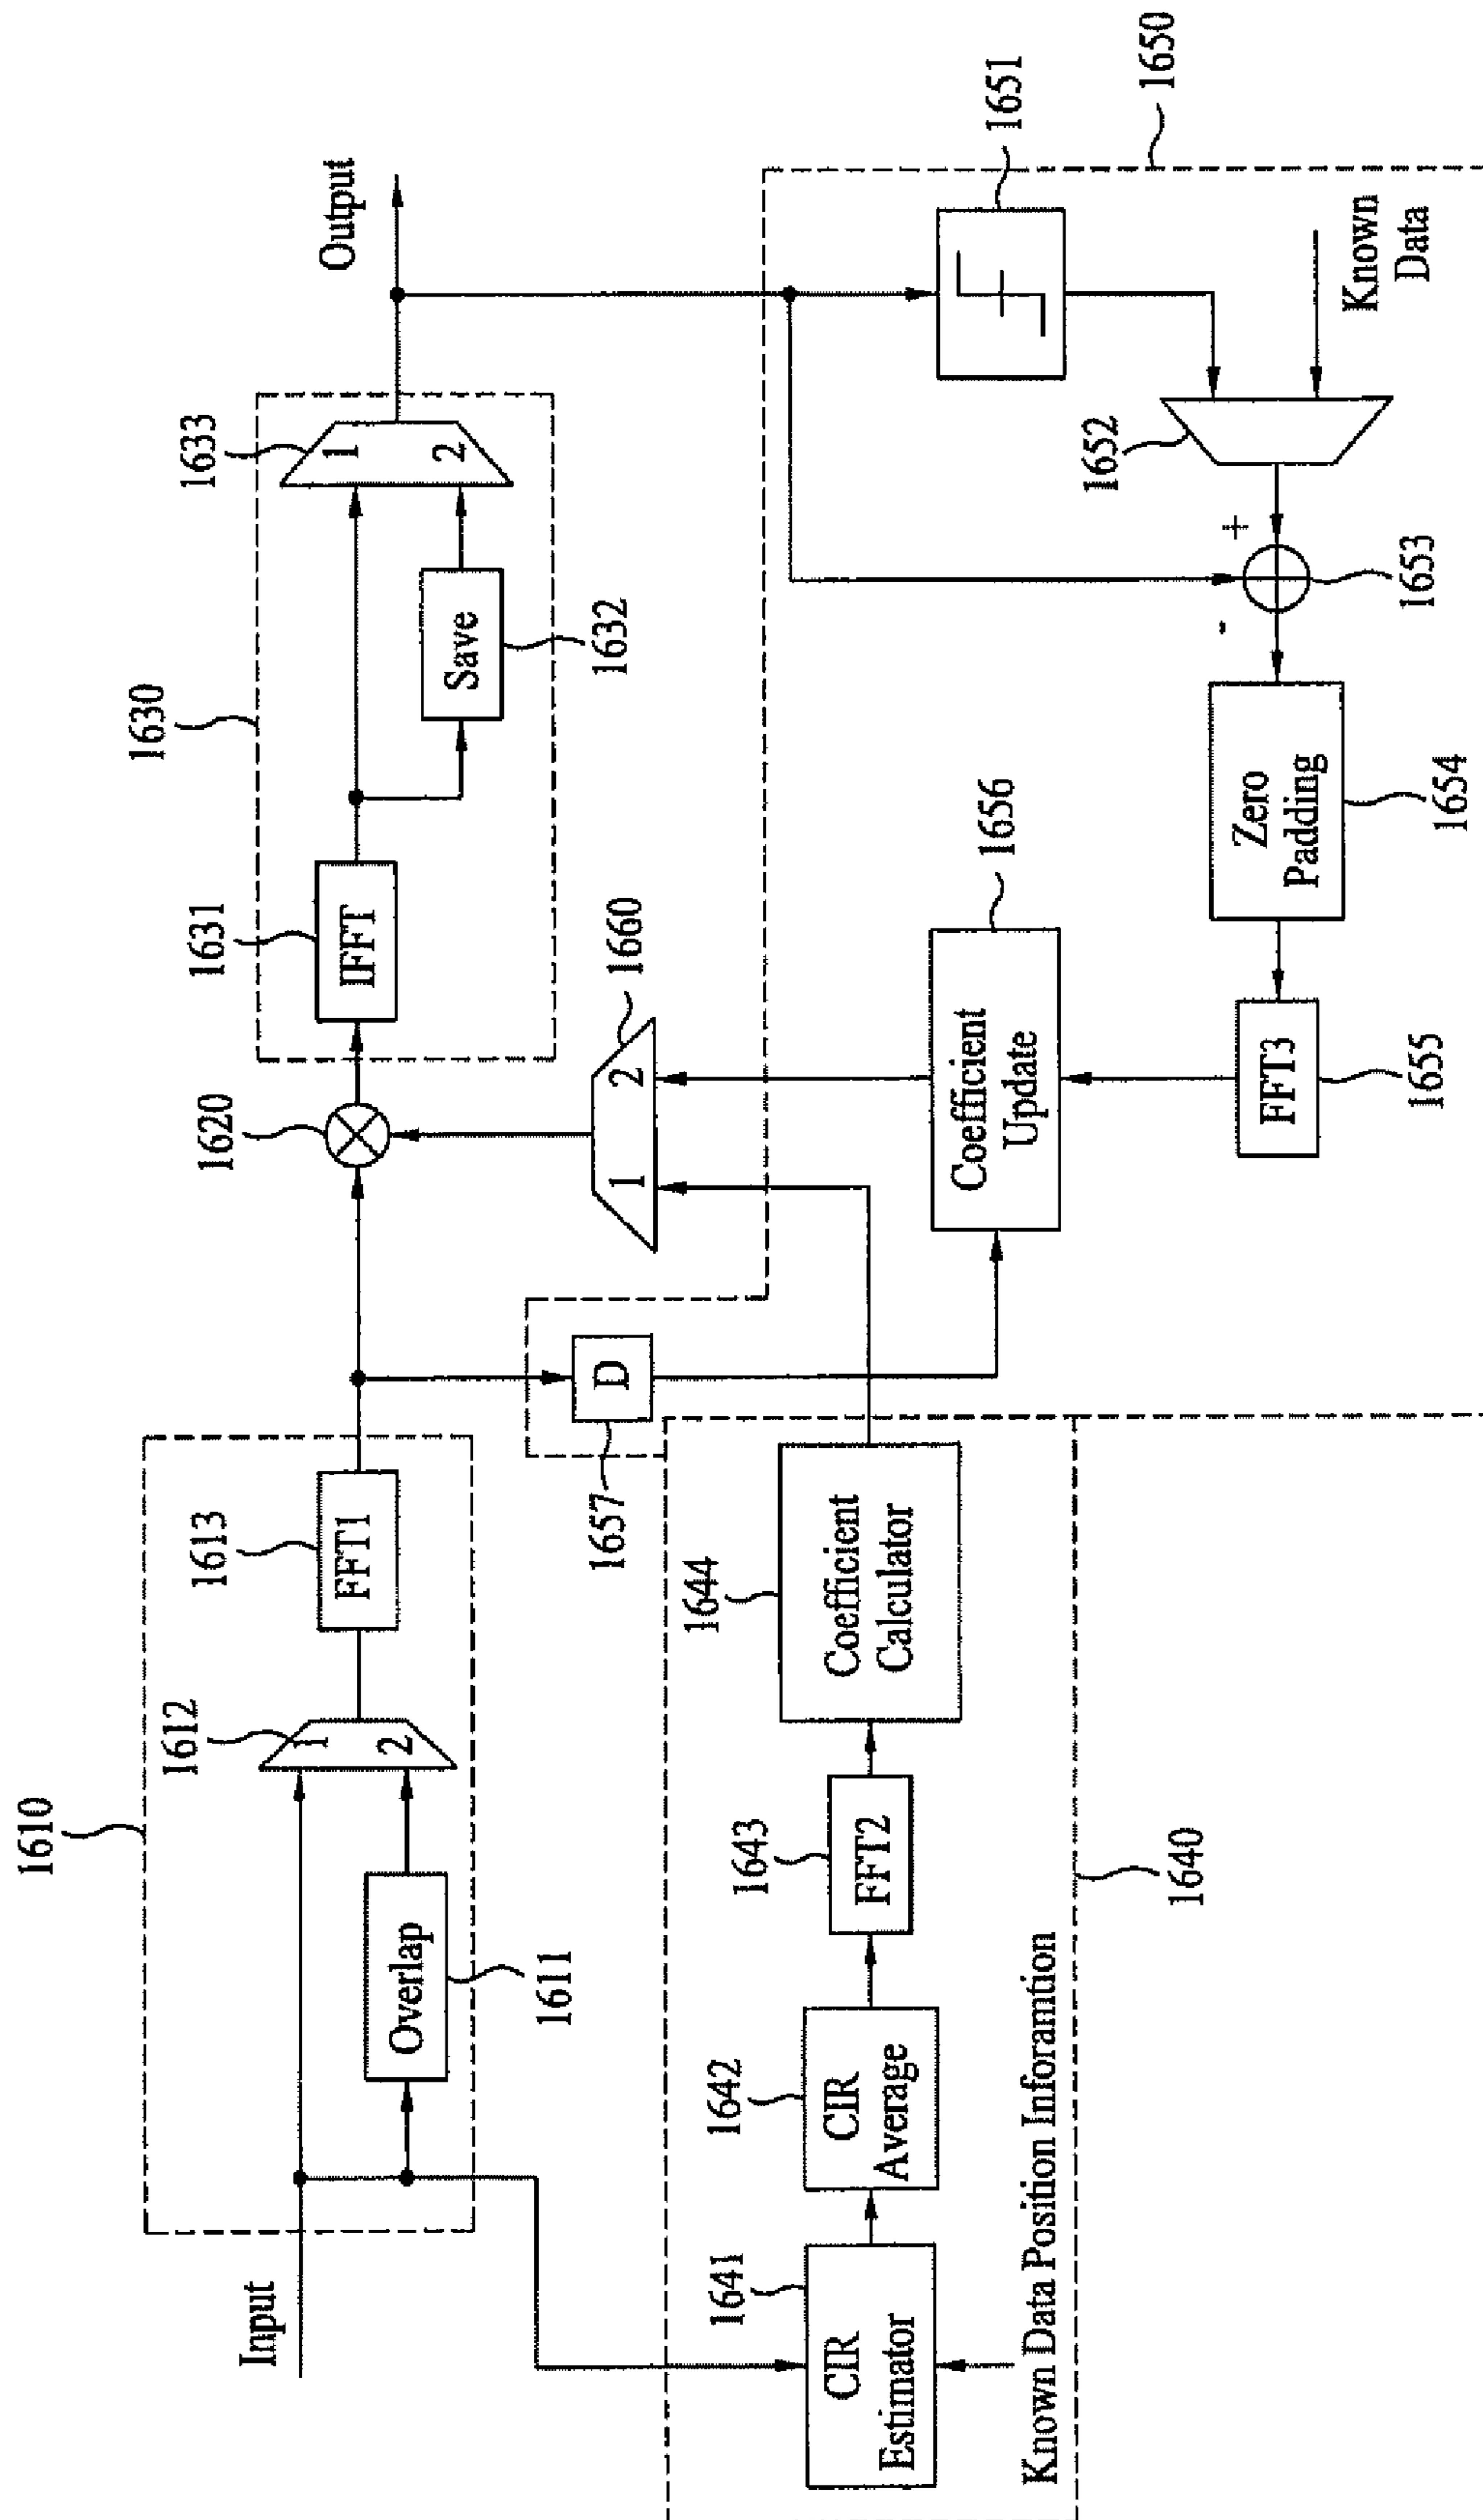 1610
1612
1613
1
2
FFT1
Input
Overlap
1611
1620
1630
1631
1633
IFFT
1
2
Save
1632
Output
1660
1
2
D
1657
1641
CIR
Estimator
1642
CIR
Average
1643
FFT2
1644
Coefficient
Calculator
Known Data Position Inforamtion
1640
1656
Coefficient
Update
FFT3
1655
Zero
Padding
1654
+
-
1653
1652
1651
Known
Data
1650